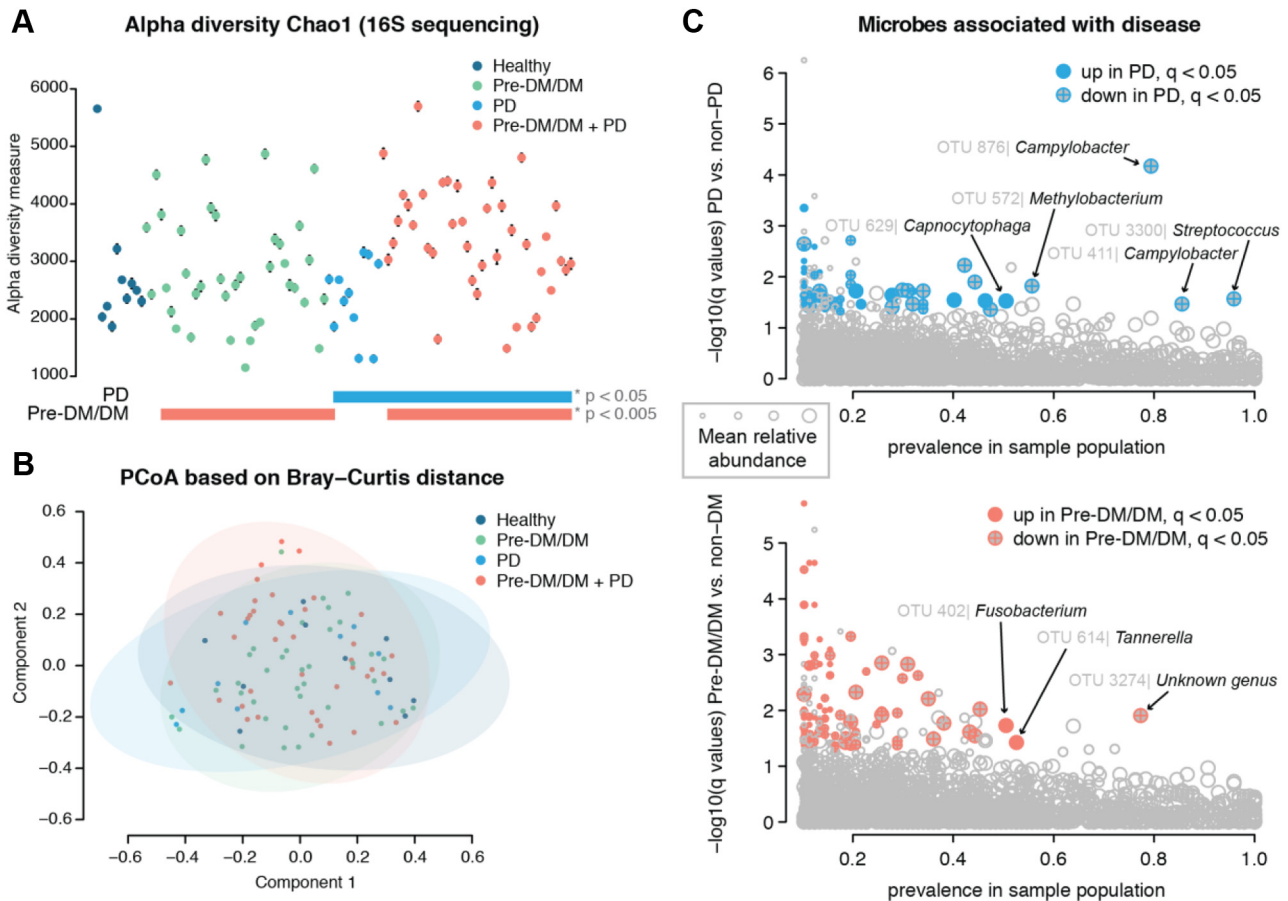 A
Alpha diversity Chao1 (16S sequencing)
Healthy
Pre-DM/DM
PD
Pre-DM/DM + PD
Alpha diversity measure
6000
5000
4000
3000
2000
1000
PD
* p < 0.05
Pre-DM/DM
* p < 0.005
B
PCoA based on Bray–Curtis distance
Healthy
Pre-DM/DM
PD
Pre-DM/DM + PD
Component 2
0.6
0.4
0.2
0.0
−0.2
−0.4
−0.6
−0.6 −0.4 −0.2 0.0 0.2 0.4 0.6
Component 1
C
Microbes associated with disease
up in PD, q < 0.05
down in PD, q < 0.05
−log10(q values) PD vs. non−PD
6
5
4
3
2
1
0
OTU 876| Campylobacter
OTU 572| Methylobacterium
OTU 629| Capnocytophaga
OTU 3300| Streptococcus
OTU 411| Campylobacter
0.2 0.4 0.6 0.8 1.0
prevalence in sample population
Mean relative
abundance
−log10(q values) Pre-DM/DM vs. non−DM
up in Pre-DM/DM, q < 0.05
down in Pre-DM/DM, q < 0.05
5
4
3
2
1
0
OTU 402| Fusobacterium
OTU 614| Tannerella
OTU 3274| Unknown genus
0.2 0.4 0.6 0.8 1.0
prevalence in sample population